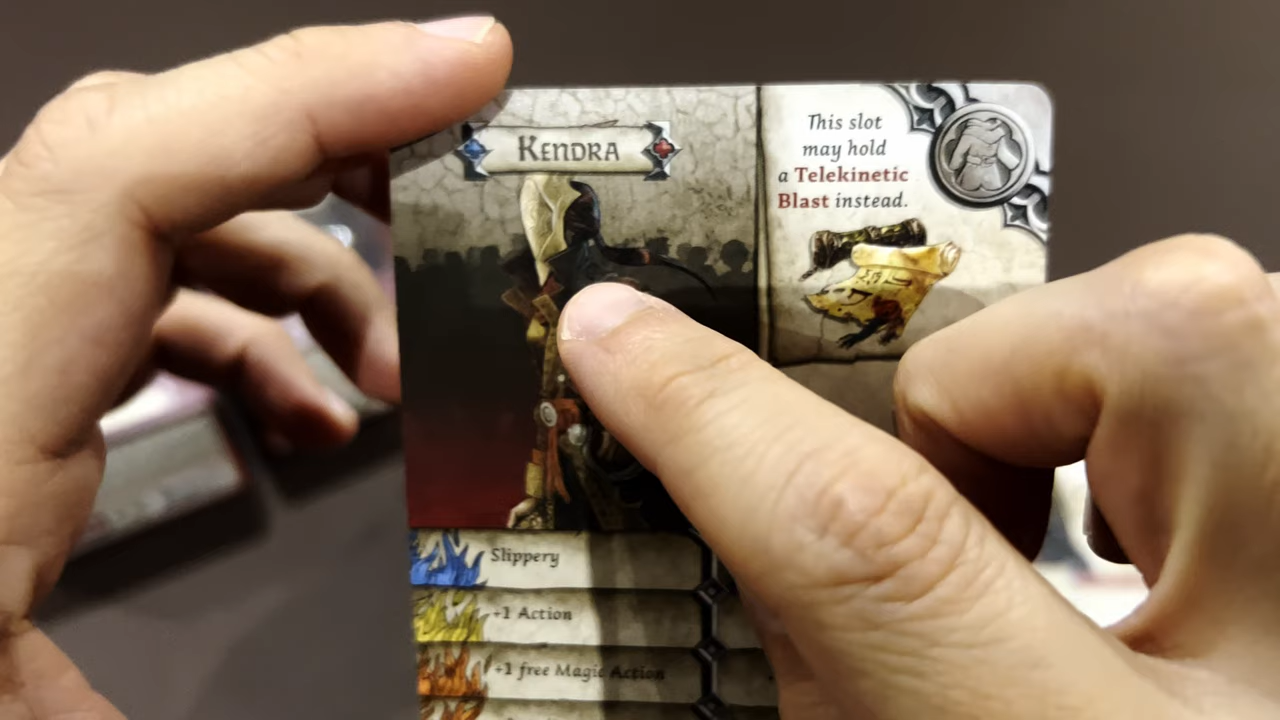 KENDRA
This slot
may hold
a Telekinetic
Blast instead.
Slippery
+1 Action
+1 free Magic Action